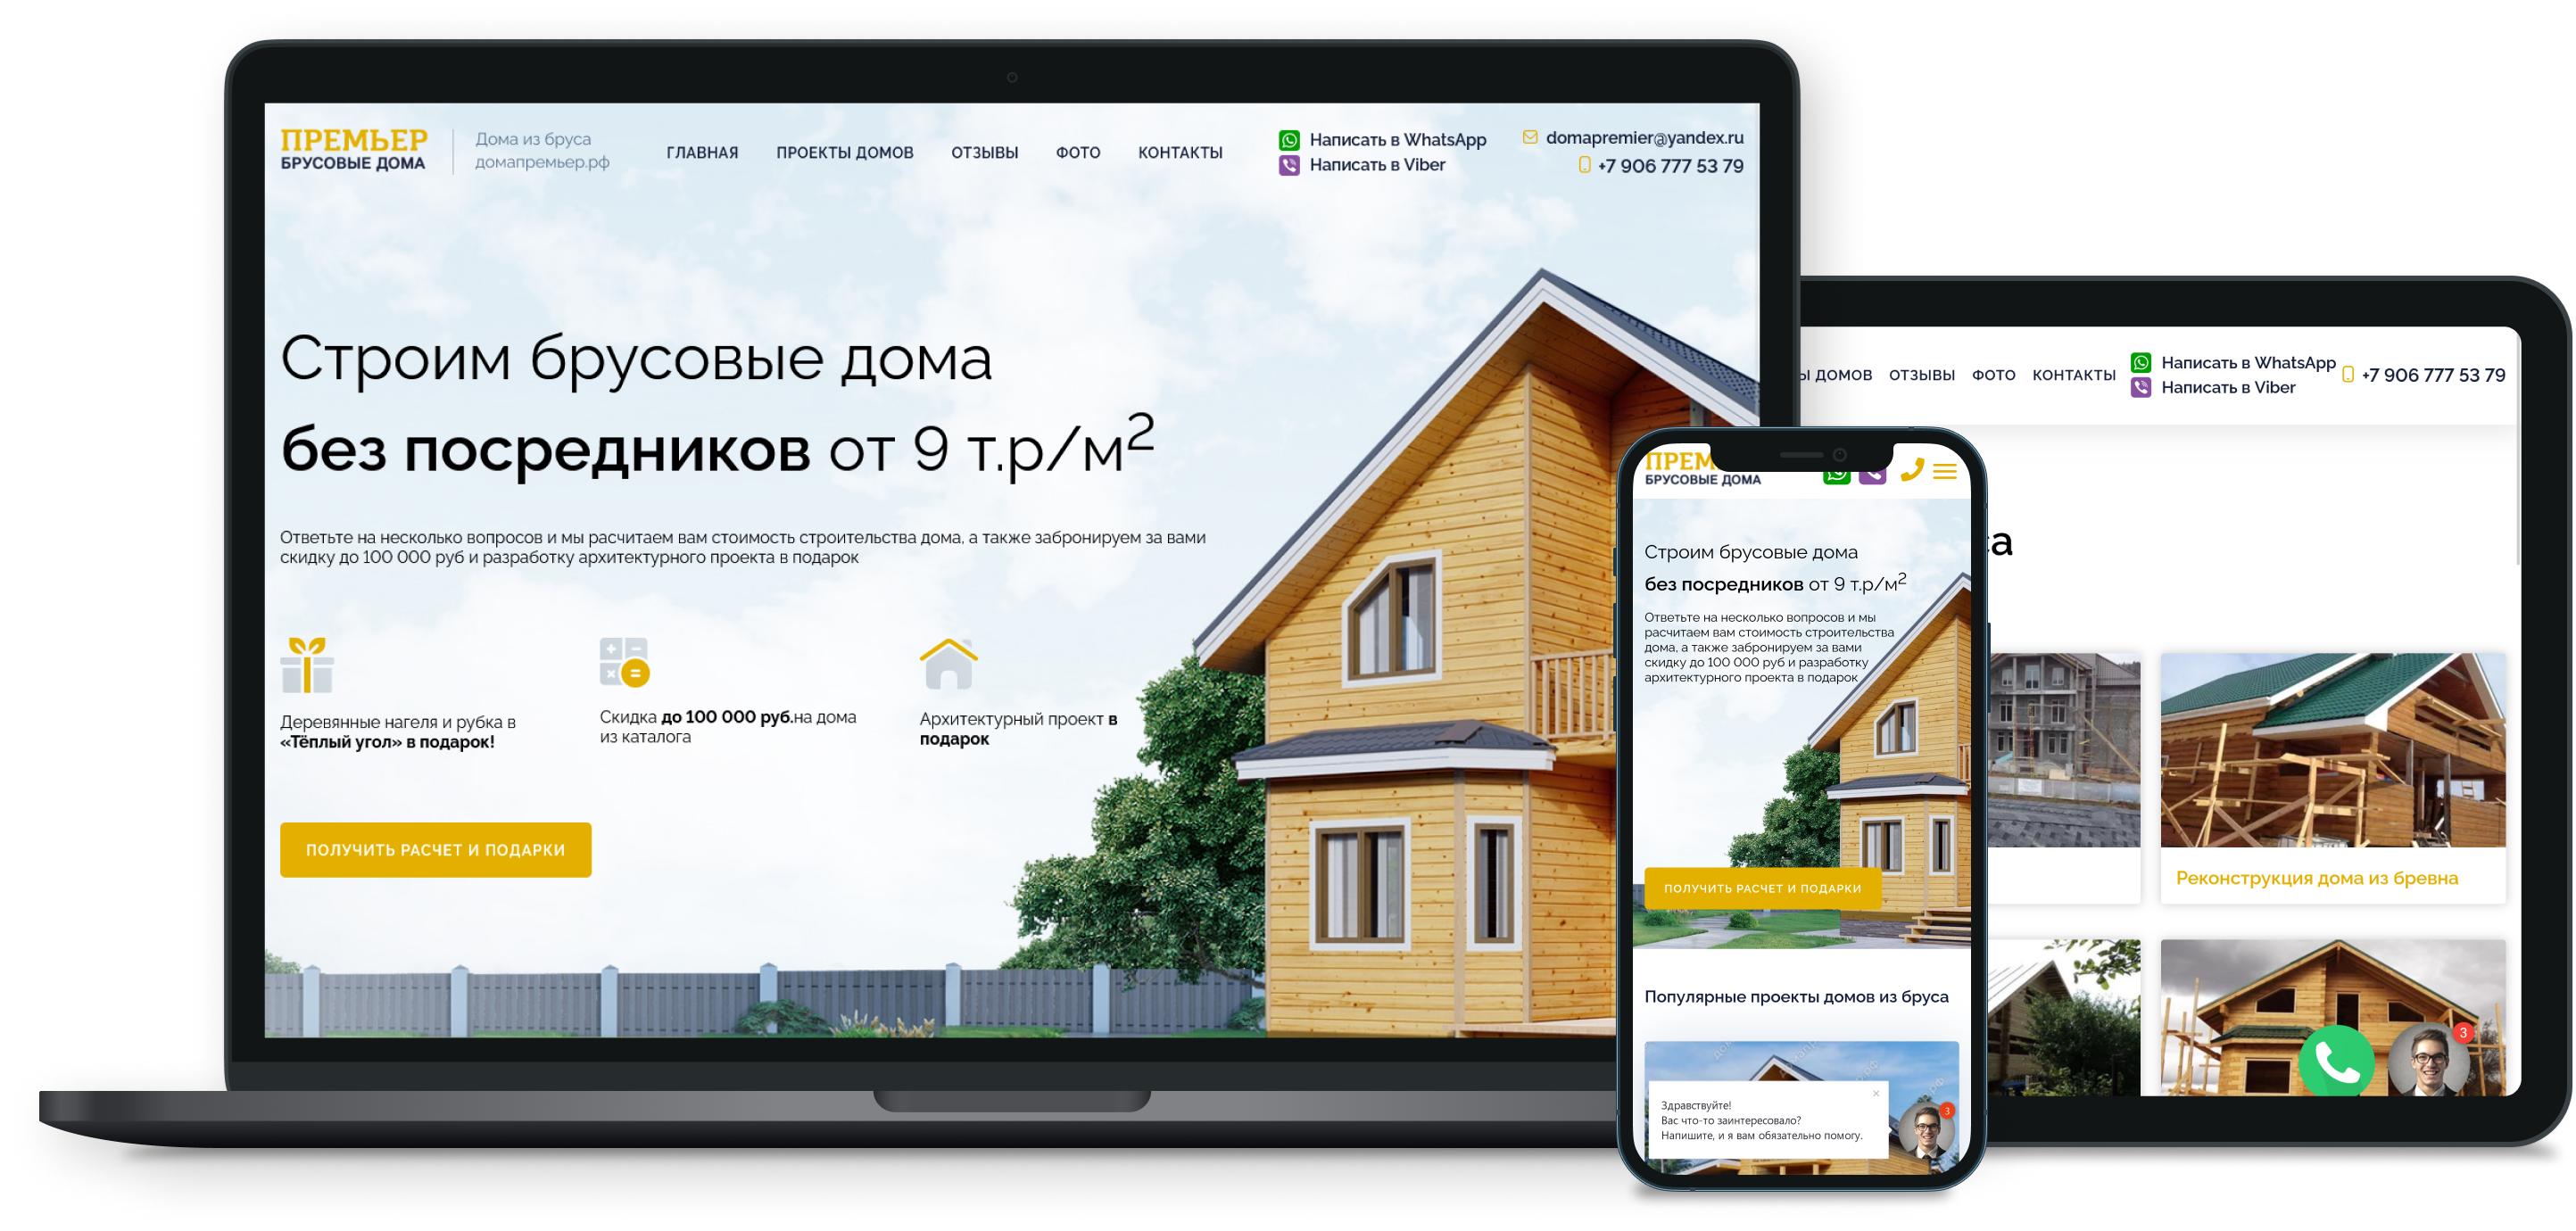 ПРЕМЬЕР
БРУСОВЫЕ ДОМА
Дома из бруса
домапремьер.рф
ГЛАВНАЯ ПРОЕКТЫ ДОМОВ ОТЗЫВЫ ФОТО КОНТАКТЫ
Написать в WhatsApp
Написать в Viber
domapremier@yandex.ru
+7 906 777 53 79
Строим брусовые дома
без посредников от 9 т.р/м²
Ответьте на несколько вопросов и мы расчитаем вам стоимость строительства дома, а также забронируем за вами
скидку до 100 000 руб и разработку архитектурного проекта в подарок
Деревянные нагеля и рубка в
«Тёплый угол» в подарок!
Скидка до 100 000 руб.на дома
из каталога
Архитектурный проект в
подарок
ПОЛУЧИТЬ РАСЧЕТ И ПОДАРКИ
БРУСОВЫЕ ДОМА
Строим брусовые дома
без посредников от 9 т.р/м²
Ответьте на несколько вопросов и мы
расчитаем вам стоимость строительства
дома, а также забронируем за вами
скидку до 100 000 руб и разработку
архитектурного проекта в подарок
ПОЛУЧИТЬ РАСЧЕТ И ПОДАРКИ
Популярные проекты домов из бруса
Здравствуйте!
Вас что-то заинтересовало?
Напишите, и я вам обязательно помогу.
3
ДОМОВ ОТЗЫВЫ ФОТО КОНТАКТЫ
Написать в WhatsApp
Написать в Viber
+7 906 777 53 79
Реконструкция дома из бревна
3